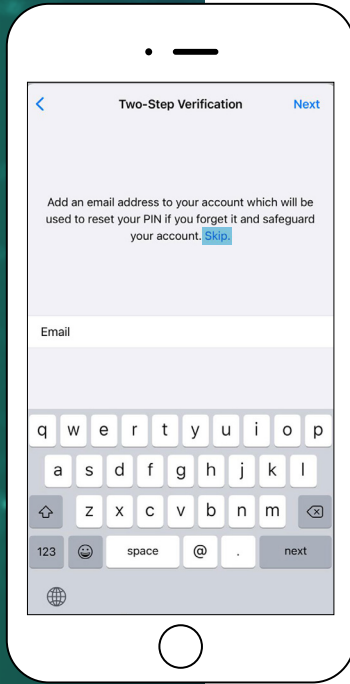 Two-Step Verification Next
Add an email address to your account which will be
used to reset your PIN if you forget it and safeguard
your account. Skip.
Email
q w e r t y u i o p
a s d f g h j k l
z x c v b n m
123 space @ . next